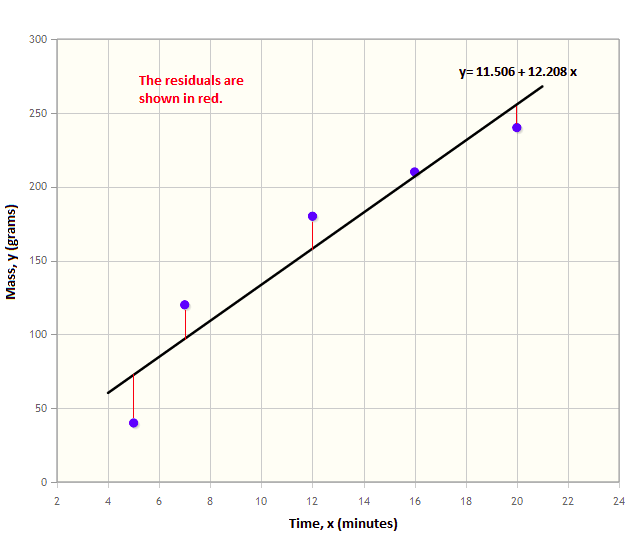 300
250
200
150
100
50
0
The residuals are
shown in red.
y= 11.506 + 12.208 x
Mass, y (grams)
2 4 6 8 10 12 14 16 18 20 22 24
Time, x (minutes)